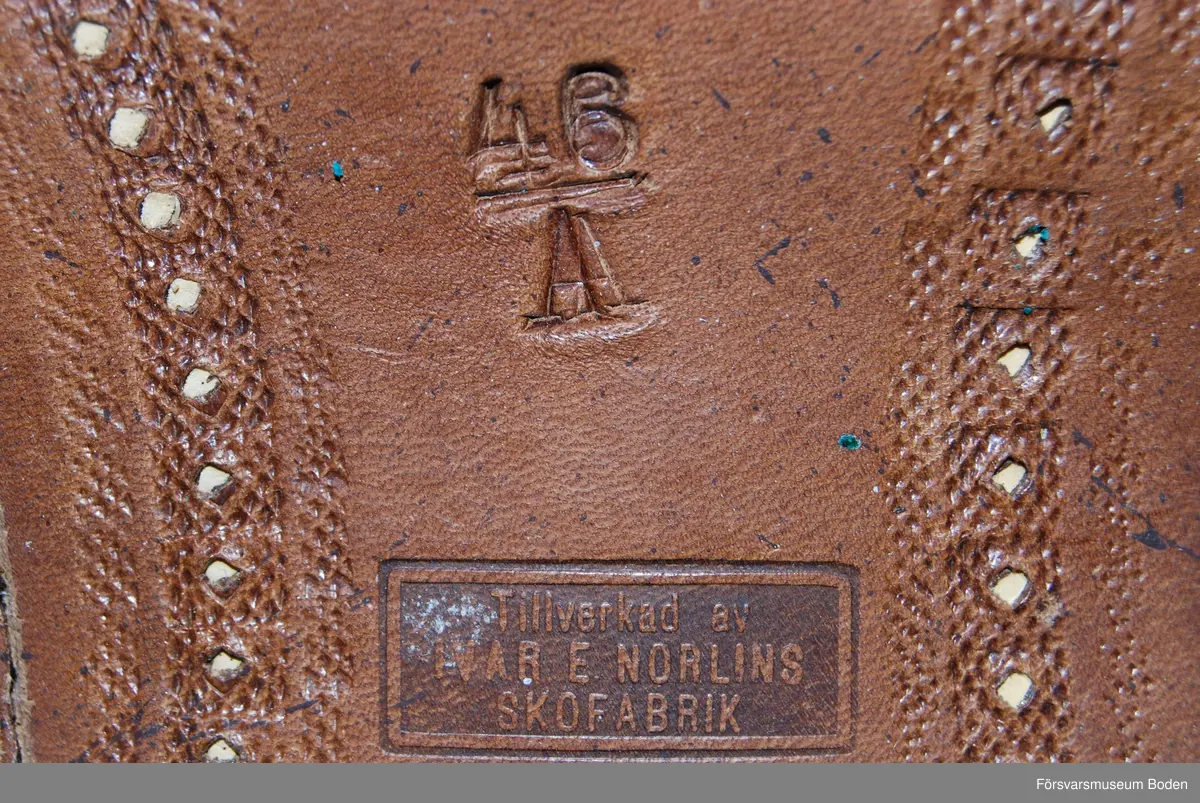 46
A
Tillverkad av
IVAR E. NORLINS
SKOFABRIK
Försvarsmuseum Boden